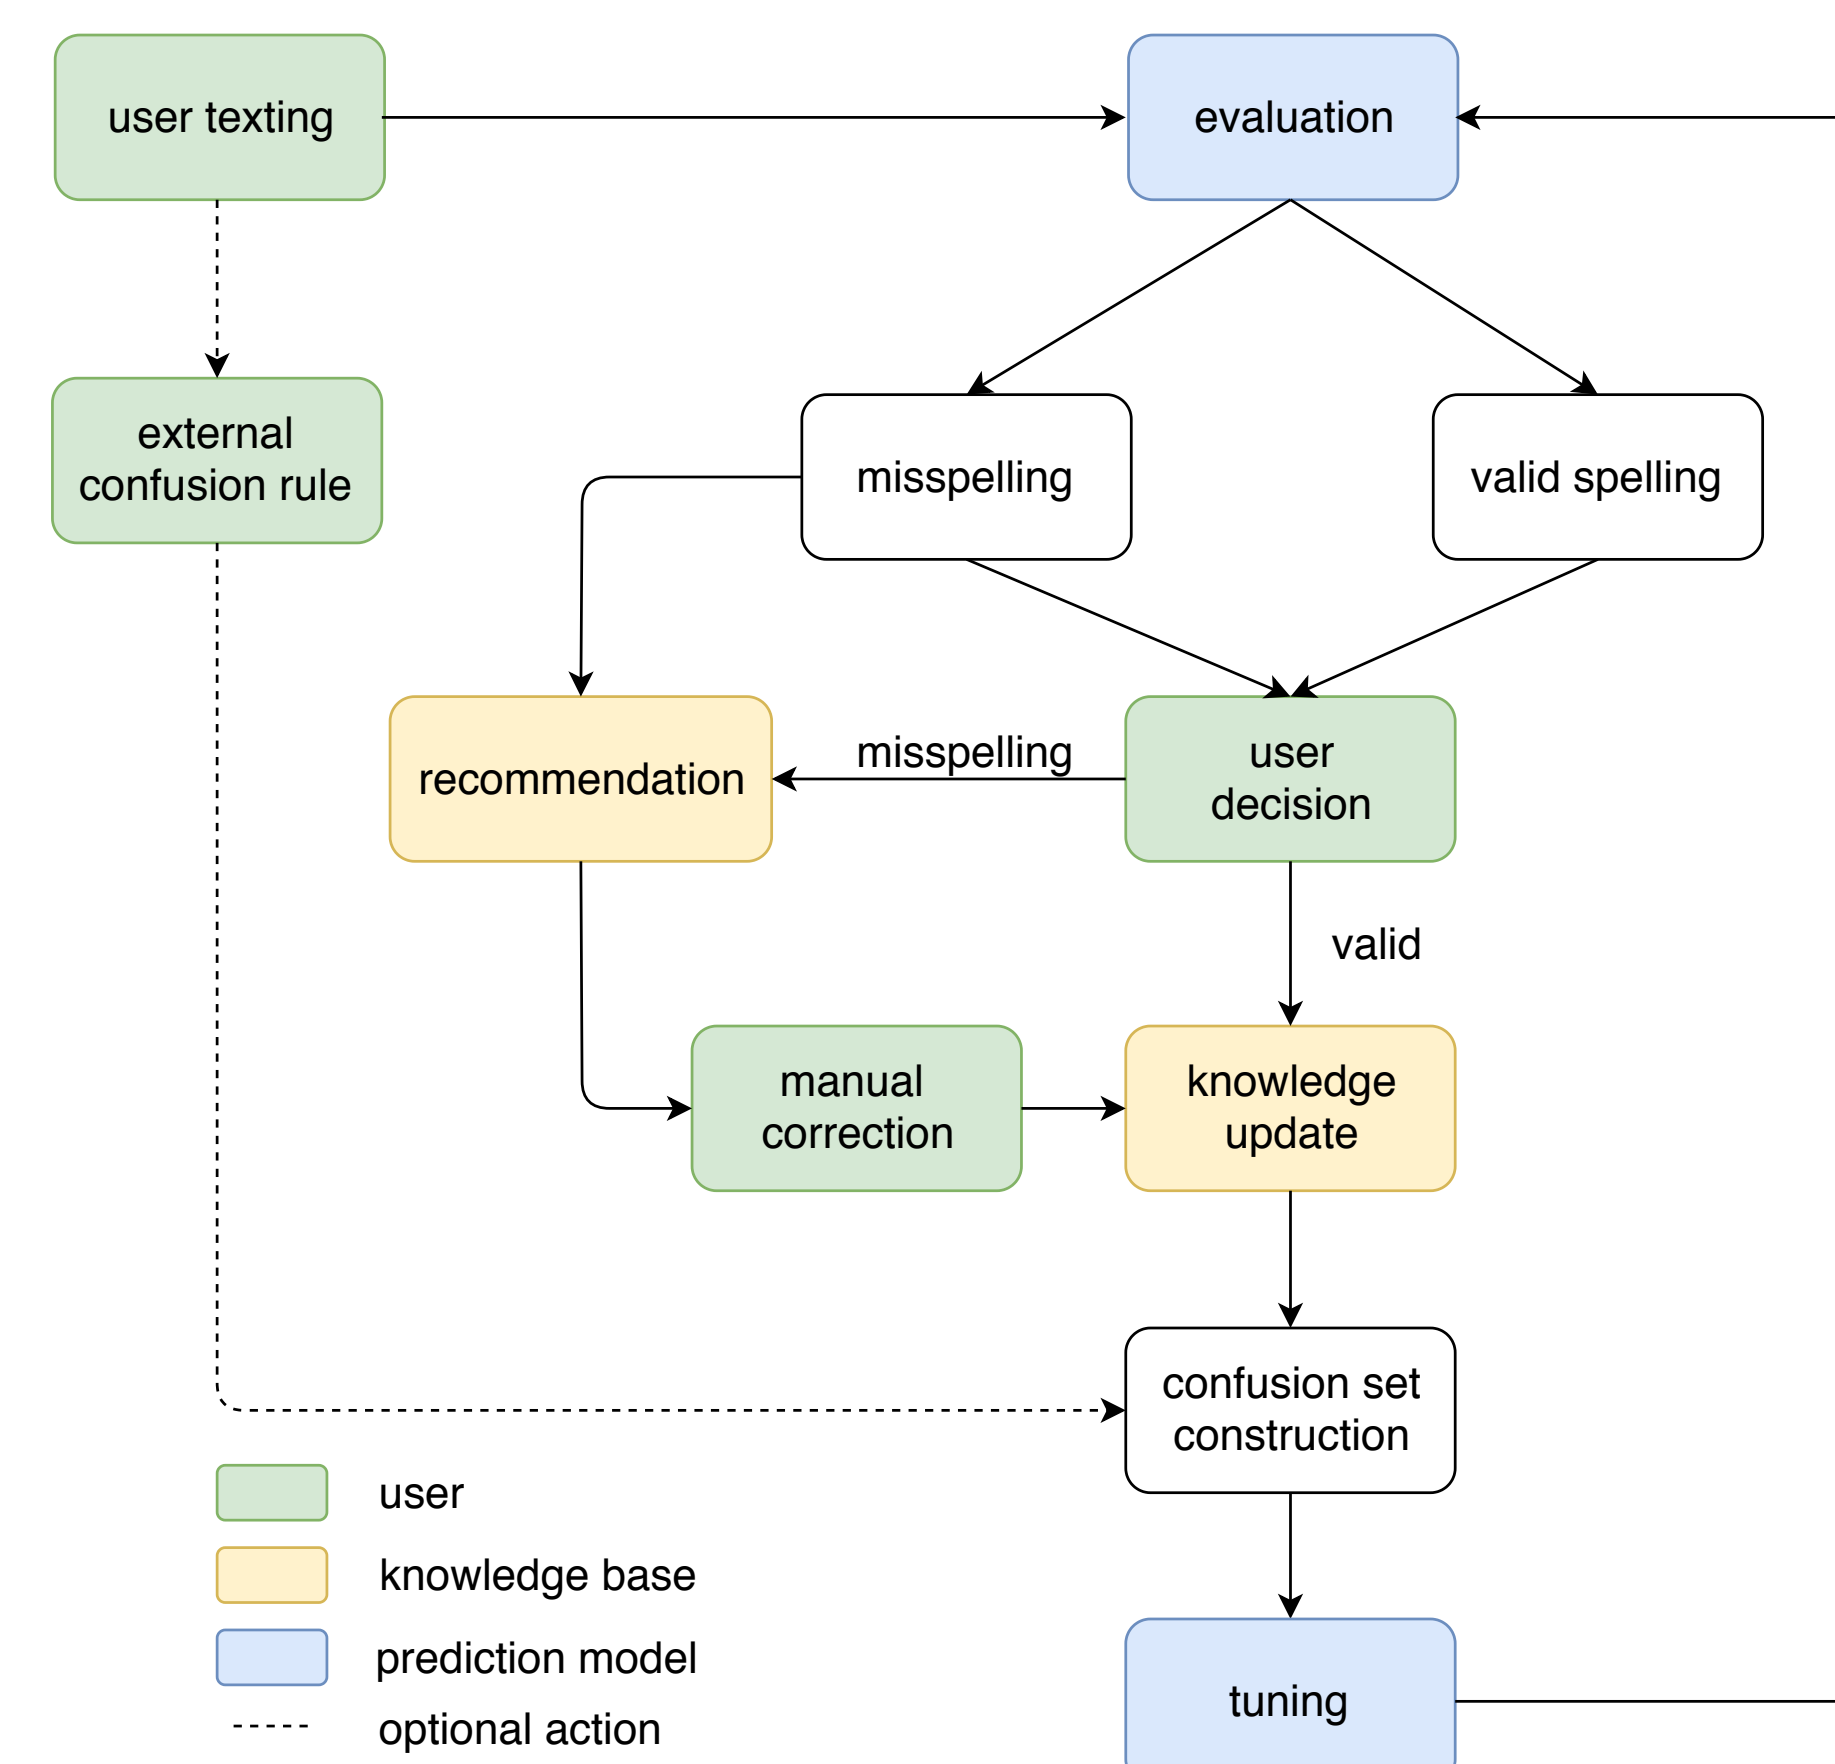 user texting
evaluation
external
confusion rule
misspelling
valid spelling
recommendation
misspelling
user
decision
valid
manual
correction
knowledge
update
confusion set
construction
user
knowledge base
prediction model
optional action
tuning